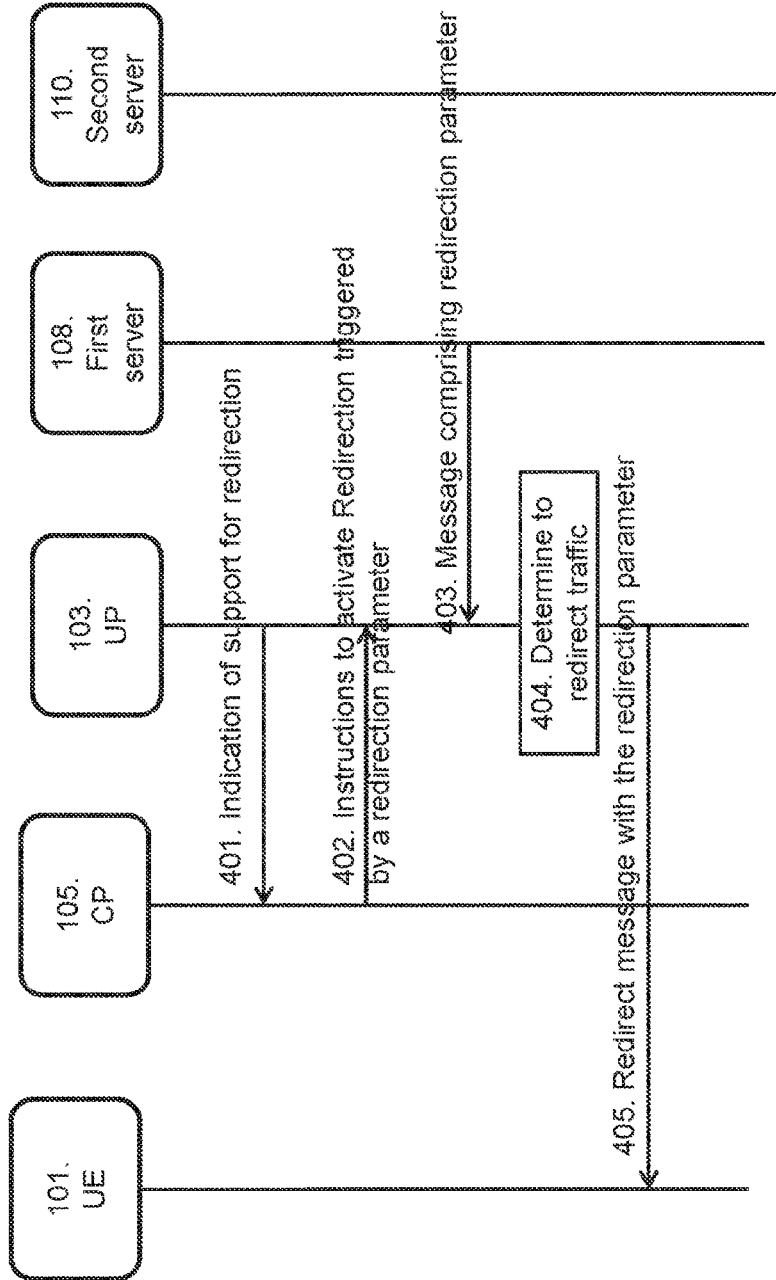 101.
UE
105.
CP
103.
UP
108.
First
server
110.
Second
server
401. Indication of support for redirection
402. Instructions to activate Redirection triggered
by a redirection parameter
403. Message comprising redirection parameter
404. Determine to
redirect traffic
405. Redirect message with the redirection parameter